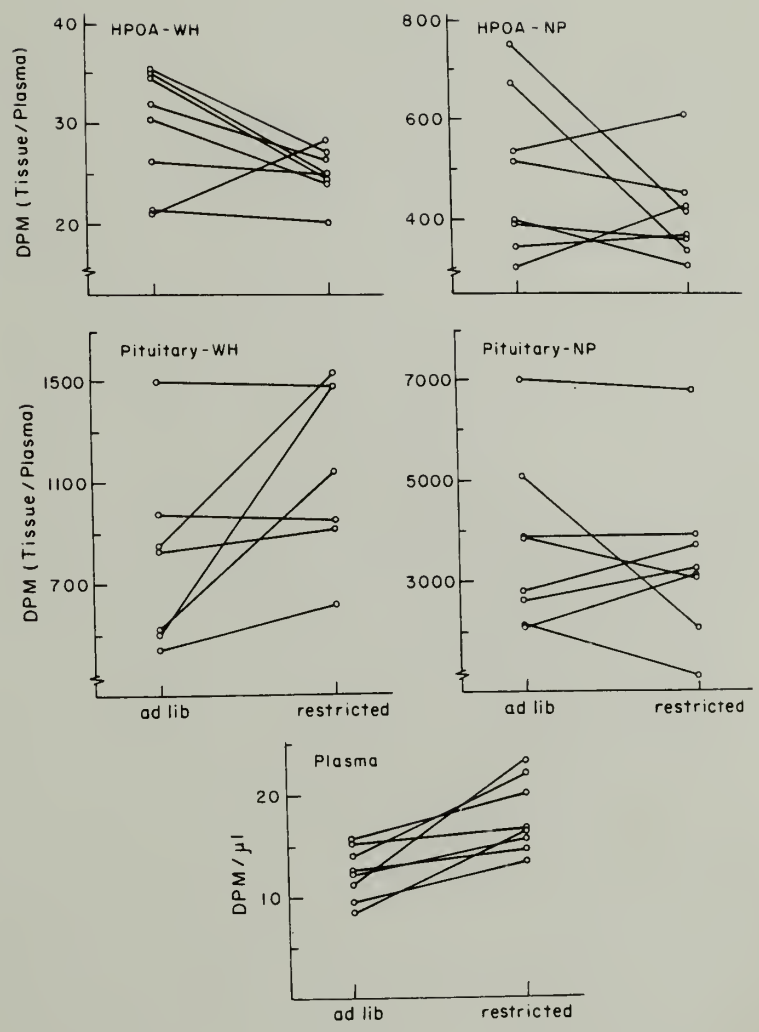 HPOA-WH
HPOA-NP
DPM (Tissue/Plasma)
40
30
20
800
600
400
Pituitary-WH
Pituitary-NP
DPM (Tissue/Plasma)
1500
1100
700
7000
5000
3000
ad lib
restricted
ad lib
restricted
Plasma
DPM/μl
20
10
ad lib
restricted